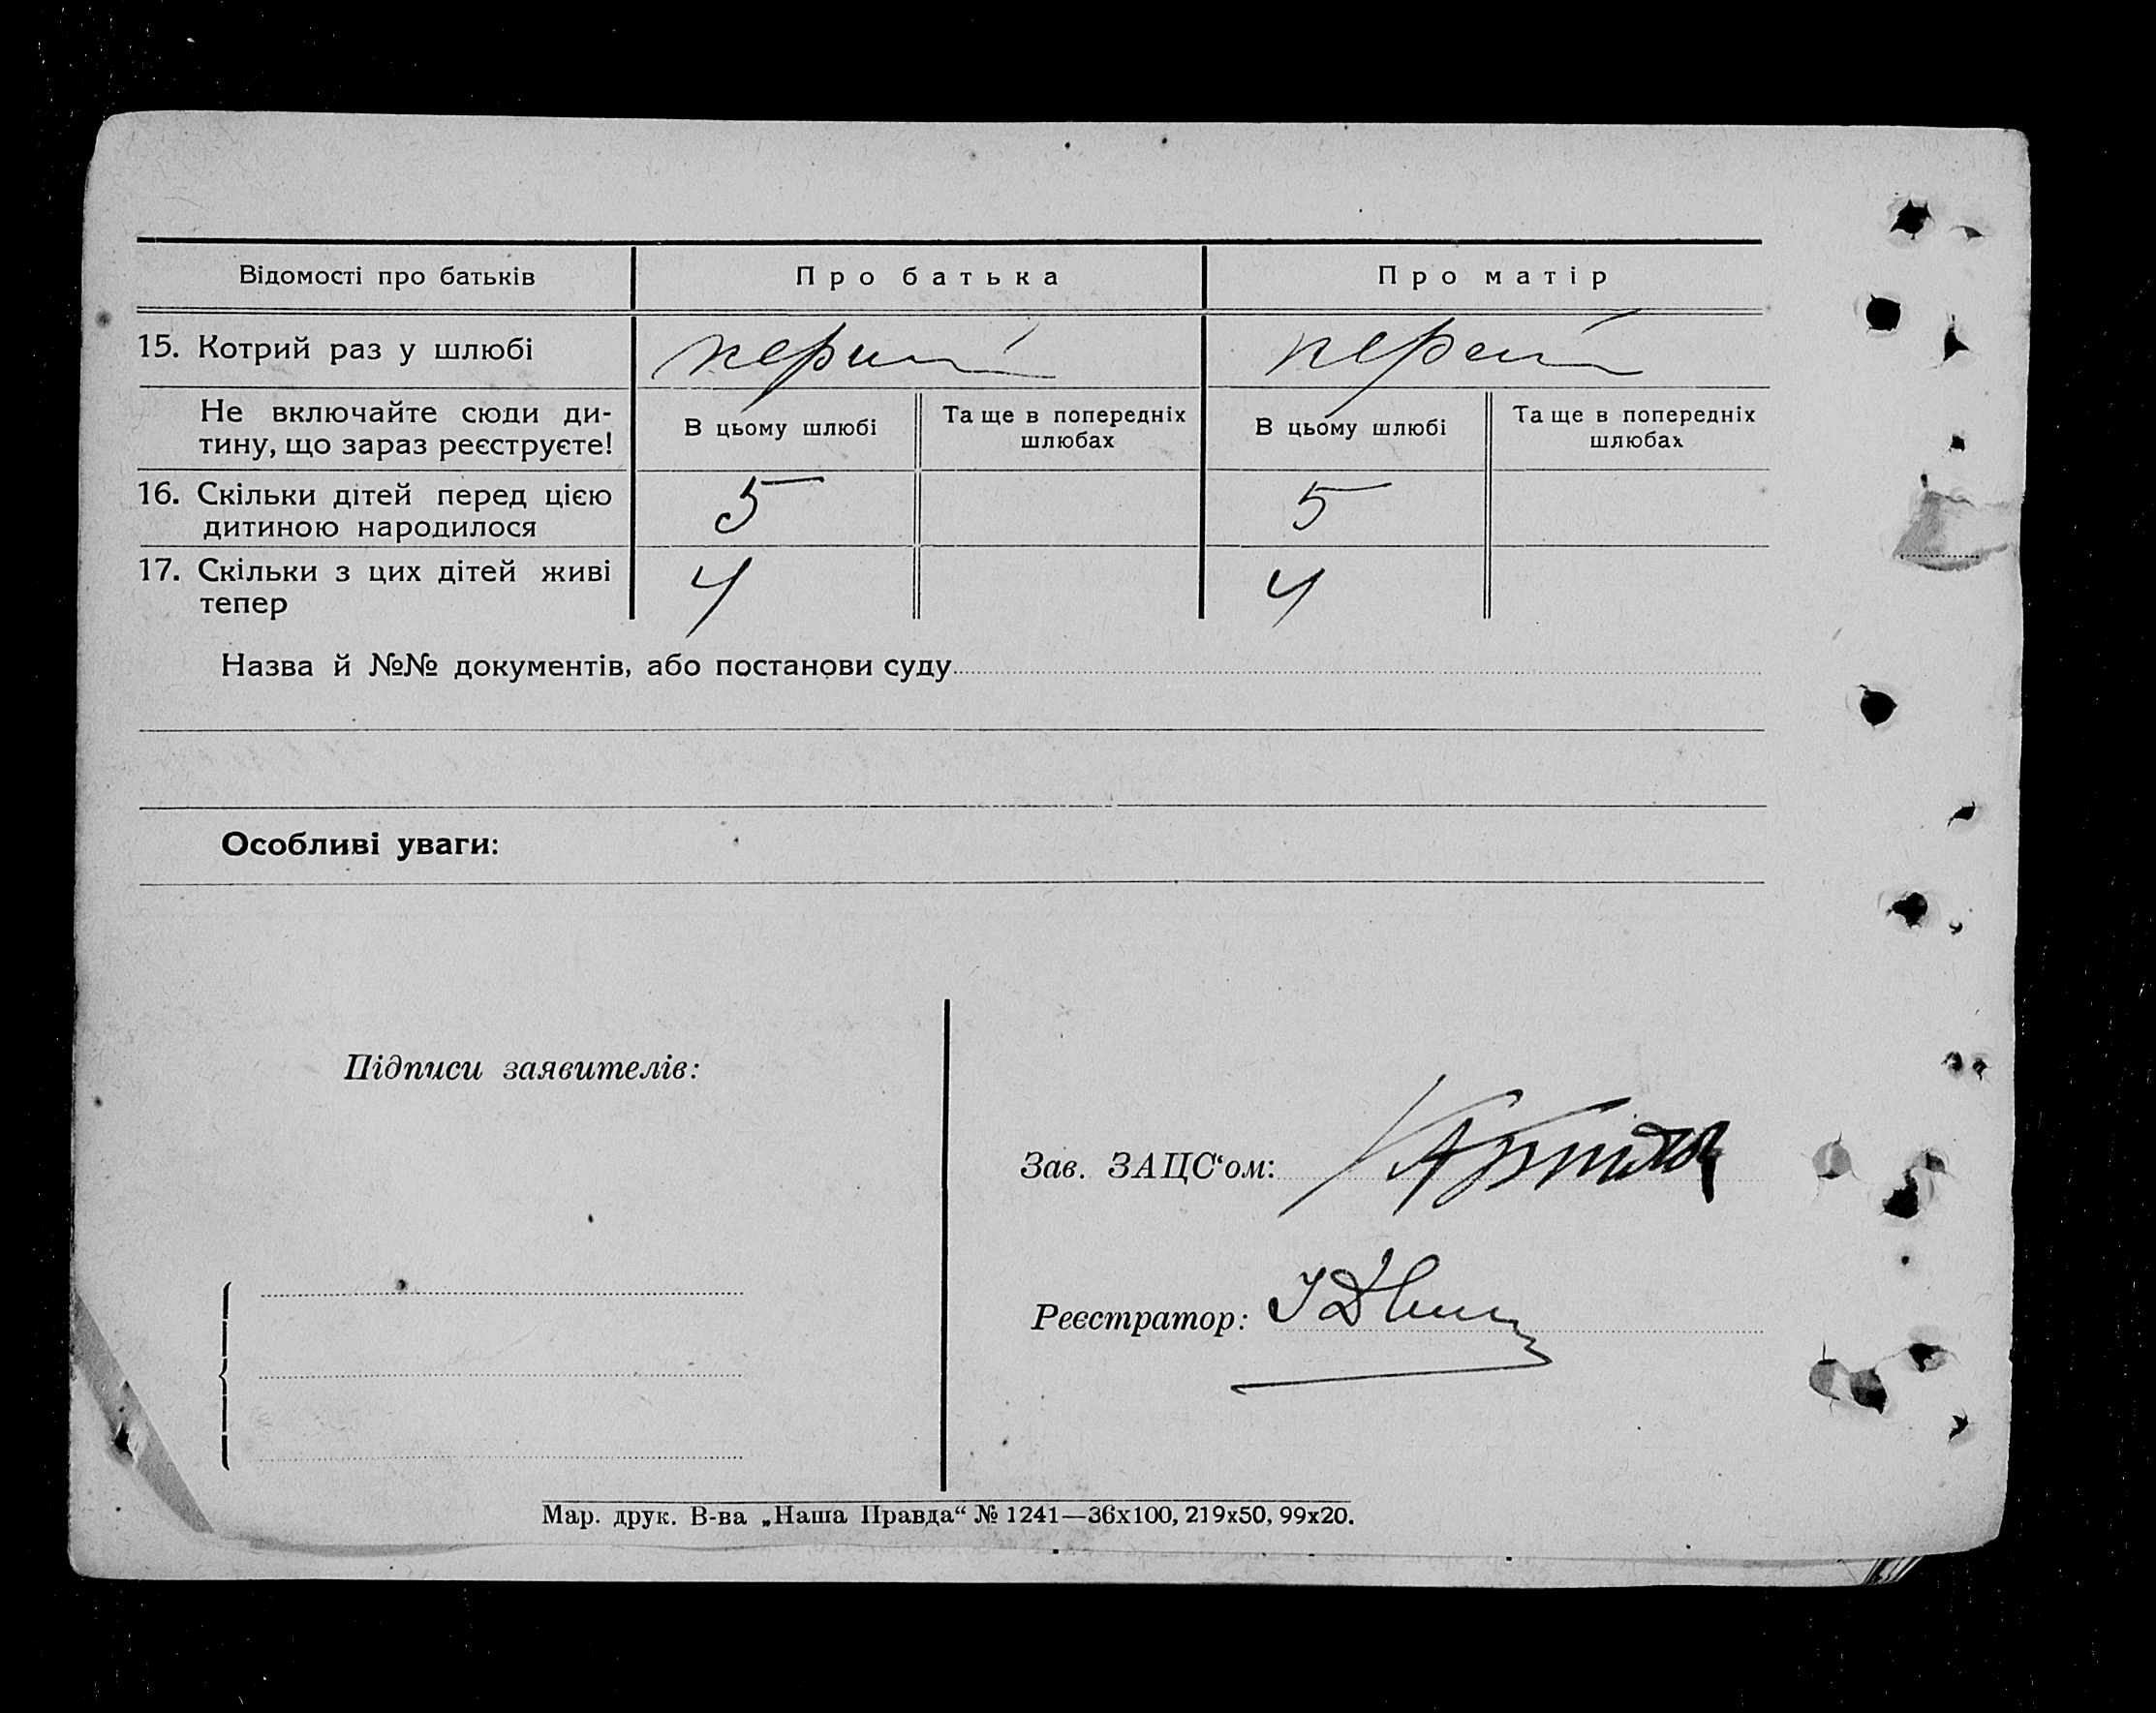 Відомості про батьків Про батька Про матір
15. Котрий раз у шлюбі перший перший
Не включайте сюди ди-
тину, що зараз реєструєте!
В цьому шлюбі
Та ще в попередніх
шлюбах
В цьому шлюбі
Та ще в попередніх
шлюбах
16. Скільки дітей перед цією
дитиною народилося
5 5
17. Скільки з цих дітей живі
тепер
4 4
Назва й №№ документів, або постанови суду
Особливі уваги:
Підписи заявителів:
Зав. ЗАЦС‘ом:
Реєстратор:
Мар. друк. В-ва „Наша Правда“ № 1241—36х100, 219х50, 99х20.